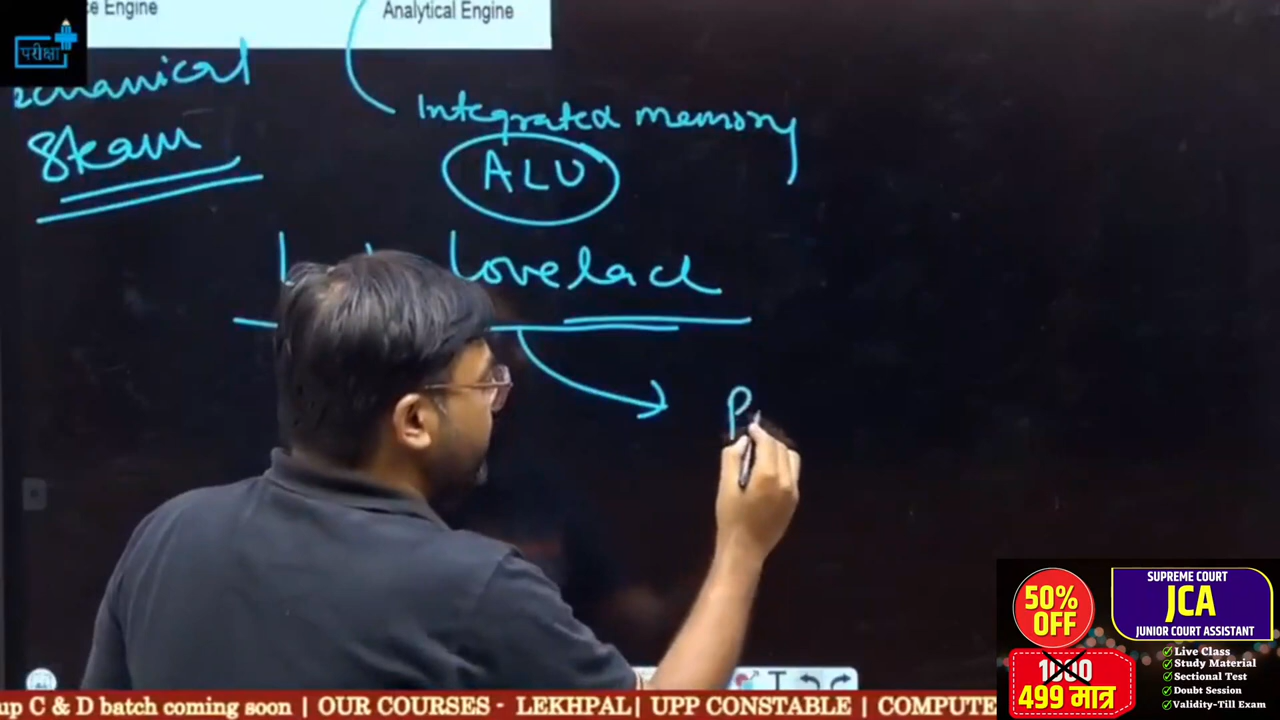 परीक्षा
ce Engine
Analytical Engine
echanical
Steam
Integrated memory
ALU
Lovelace
P
SUPREME COURT
JCA
JUNIOR COURT ASSISTANT
50%
OFF
1000
499 मात्र
Live Class
Study Material
Sectional Test
Doubt Session
Validity-Till Exam
up C & D batch coming soon | OUR COURSES - LEKHPAL| UPP CONSTABLE | COMPUTE